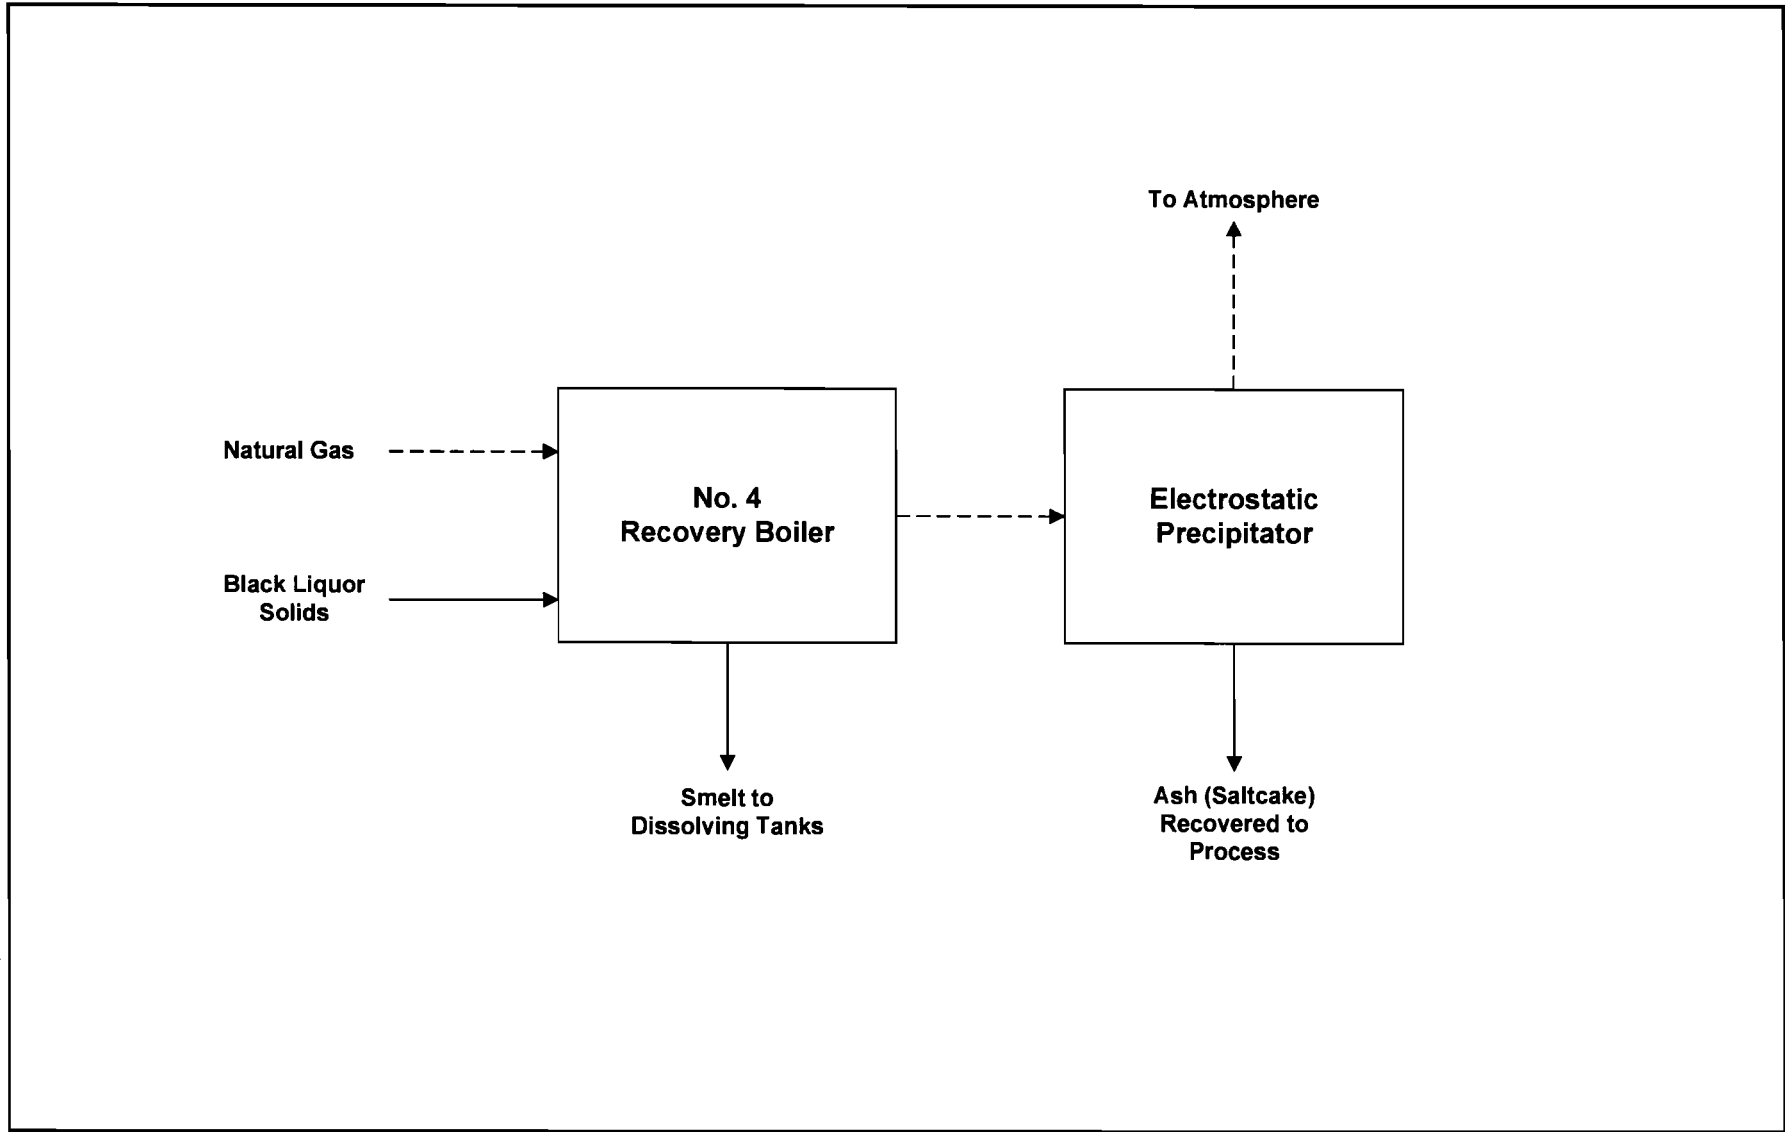 To Atmosphere
Natural Gas
No. 4
Recovery Boiler
Electrostatic
Precipitator
Black Liquor
Solids
Smelt to
Dissolving Tanks
Ash (Saltcake)
Recovered to
Process